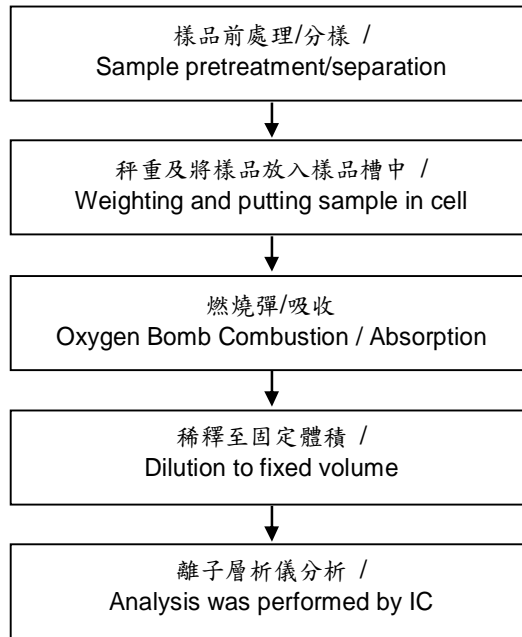 樣品前處理/分樣 /
Sample pretreatment/separation
秤重及將樣品放入樣品槽中 /
Weighting and putting sample in cell
燃燒彈/吸收
Oxygen Bomb Combustion / Absorption
稀釋至固定體積 /
Dilution to fixed volume
離子層析儀分析 /
Analysis was performed by IC